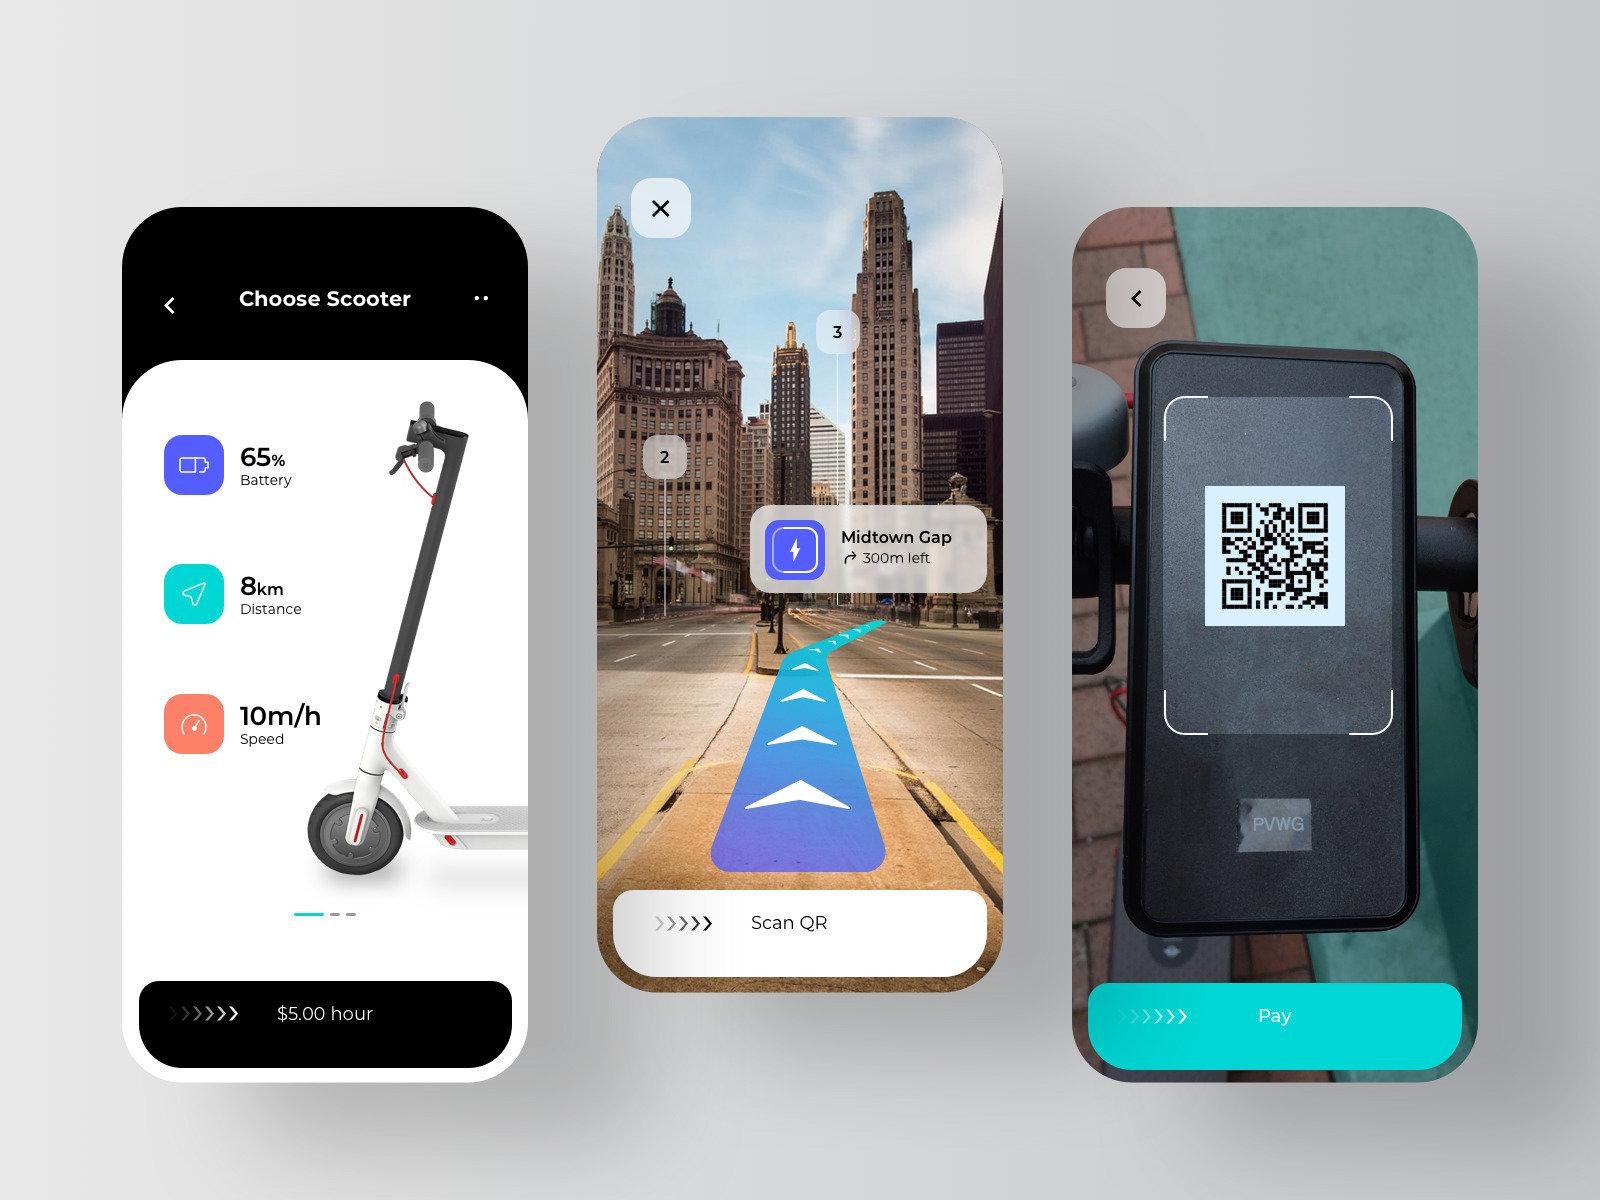 Choose Scooter
65%
Battery
8km
Distance
10m/h
Speed
$5.00 hour
3
2
Midtown Gap
300m left
Scan QR
PVWG
Pay